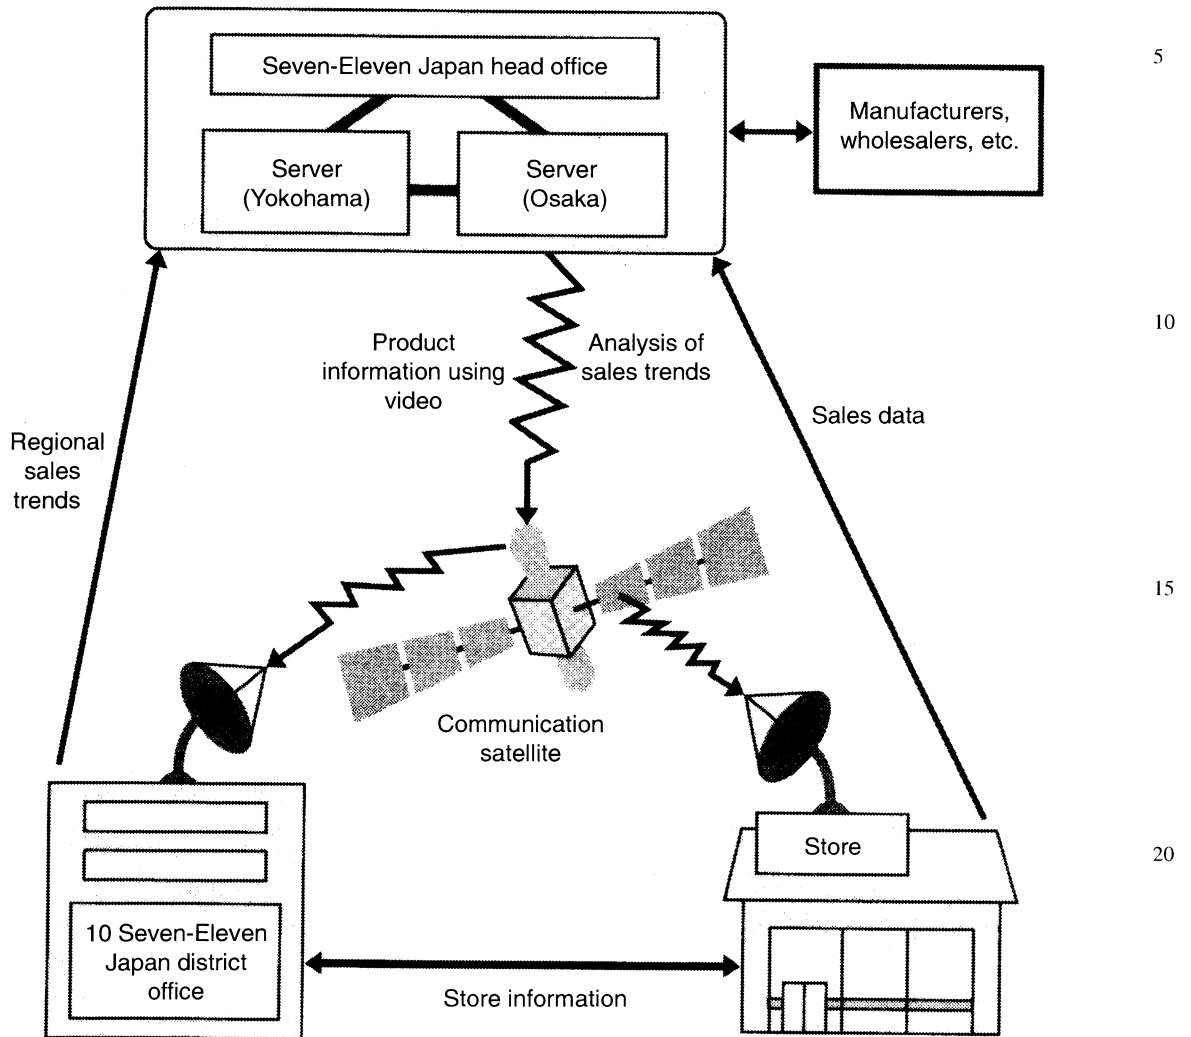 5
Seven-Eleven Japan head office
Manufacturers,
wholesalers, etc.
Server
(Yokohama)
Server
(Osaka)
10
Product
information using
video
Analysis of
sales trends
Sales data
Regional
sales
trends
15
Communication
satellite
Store
20
10 Seven-Eleven
Japan district
office
Store information